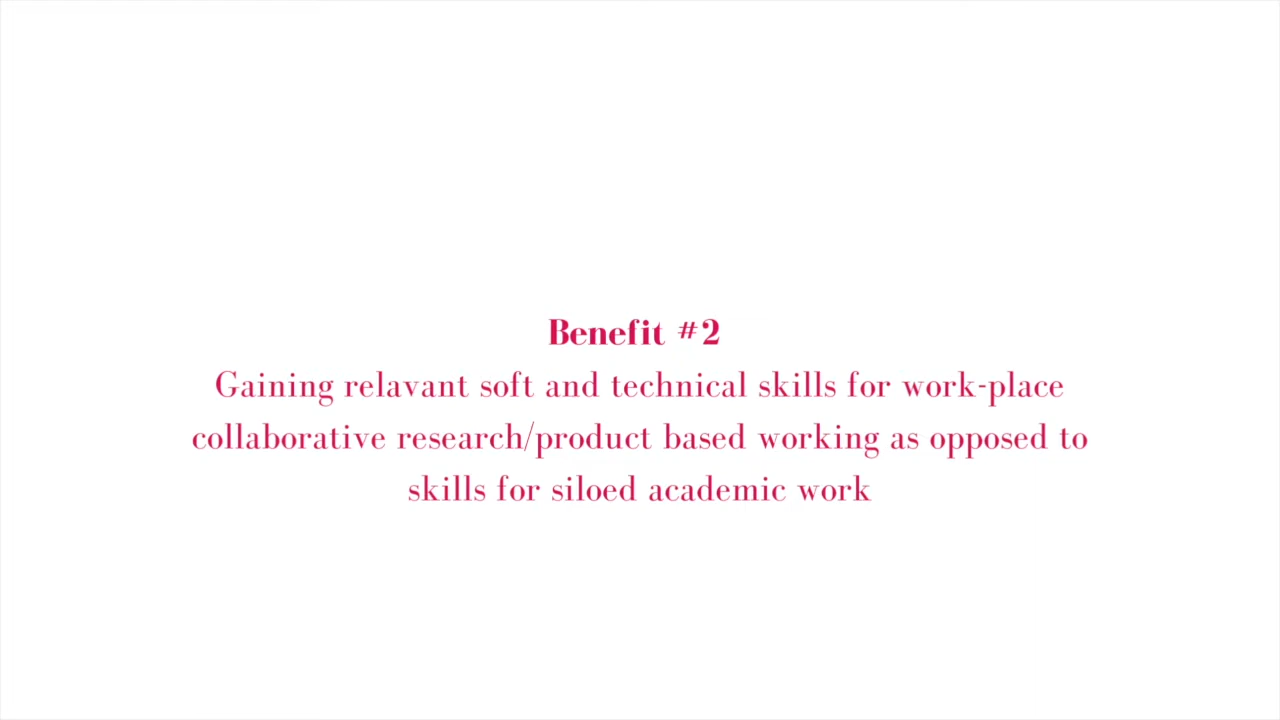 Benefit #2
Gaining relavant soft and technical skills for work-place
collaborative research/product based working as opposed to
skills for siloed academic work